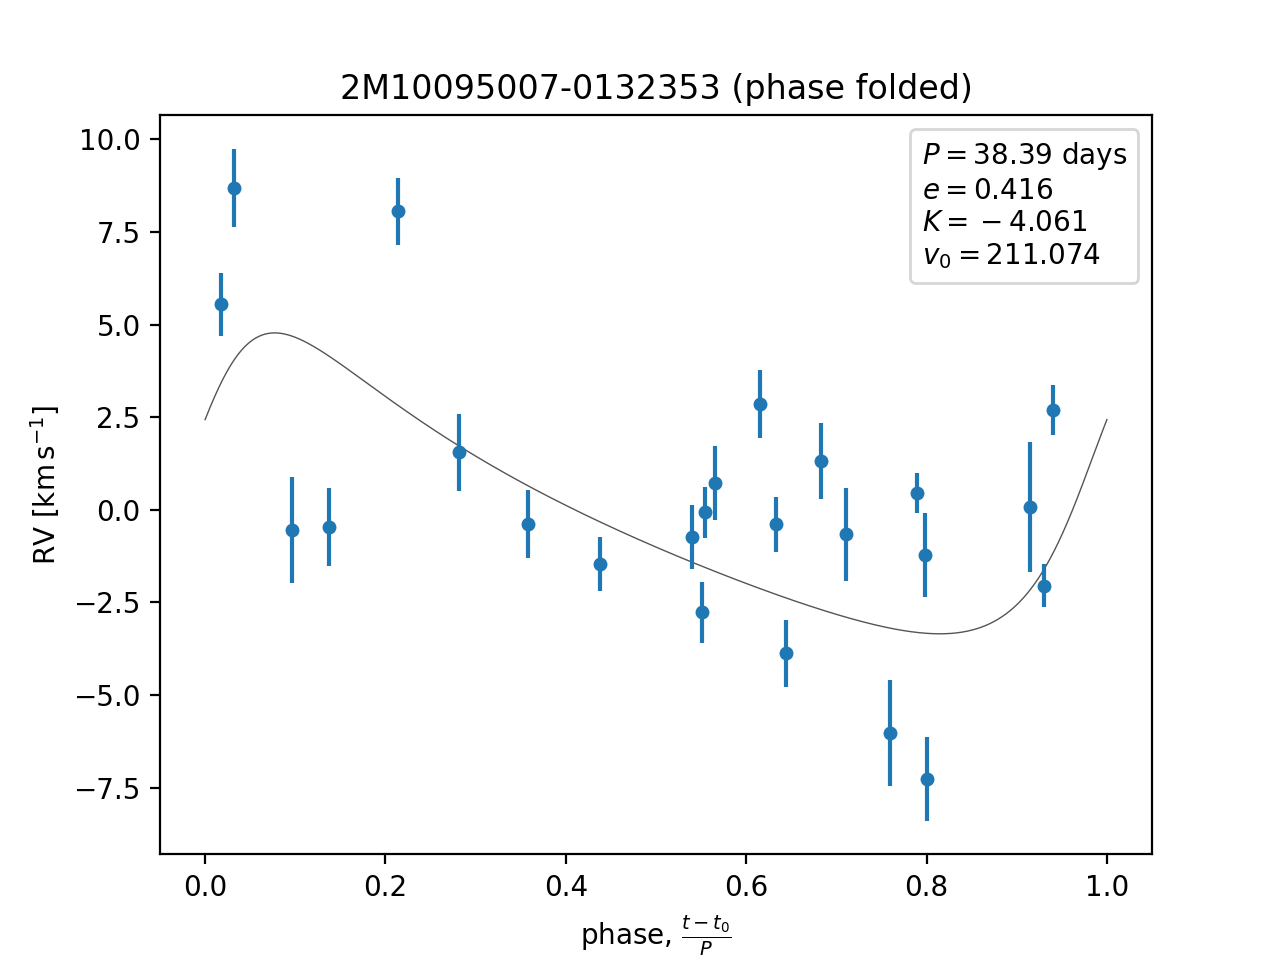 2M10095007-0132353 (phase folded)
P = 38.39 days
e = 0.416
K = −4.061
v₀ = 211.074
RV [km s⁻¹]
10.0
7.5
5.0
2.5
0.0
−2.5
−5.0
−7.5
0.0 0.2 0.4 0.6 0.8 1.0
phase, (t − t₀)/P